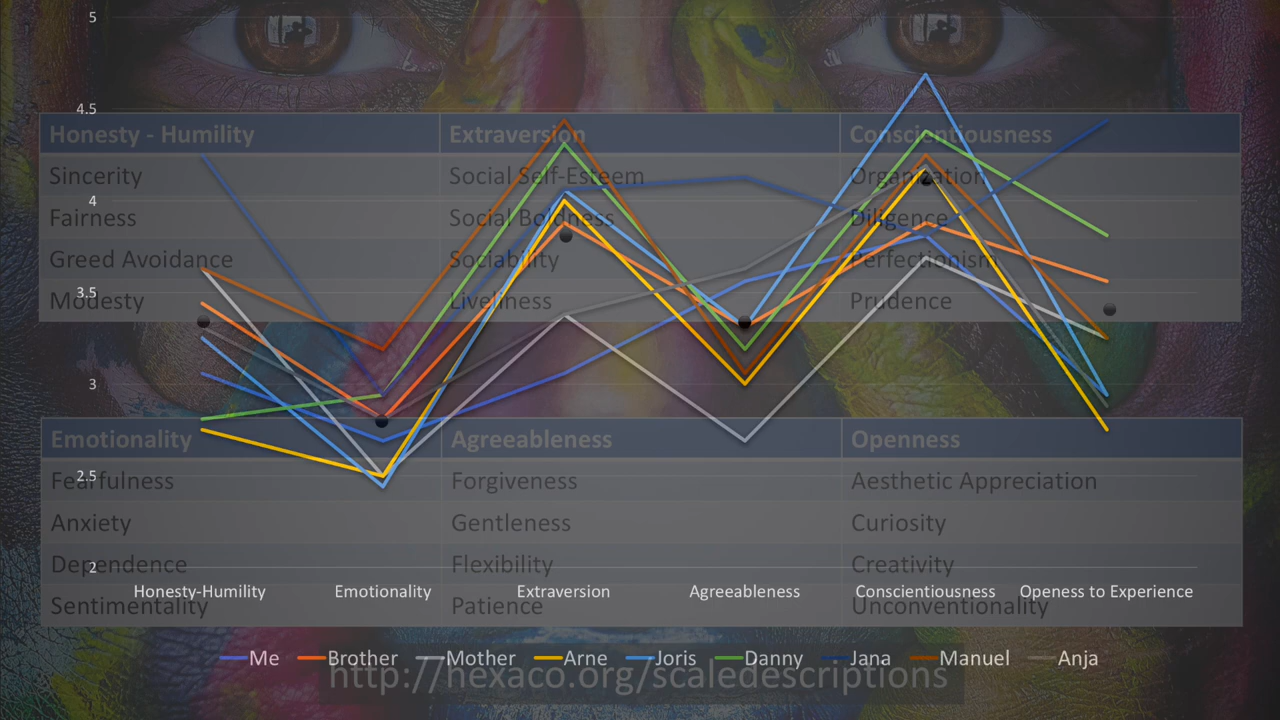 5
4.5
Honesty - Humility Extraversion Conscientiousness
Sincerity Social Self-Esteem Organization
4
Fairness Social Boldness Diligence
Greed Avoidance Sociability Perfectionism
3.5
Modesty Liveliness Prudence
3
Emotionality Agreeableness Openness
2.5
Fearfulness Forgiveness Aesthetic Appreciation
Anxiety Gentleness Curiosity
Dependence Flexibility Creativity
2
Honesty-Humility Emotionality Extraversion Agreeableness Conscientiousness Openess to Experience
Sentimentality Patience Unconventionality
Me Brother Mother Arne Joris Danny Jana Manuel Anja
http://hexaco.org/scaledescriptions